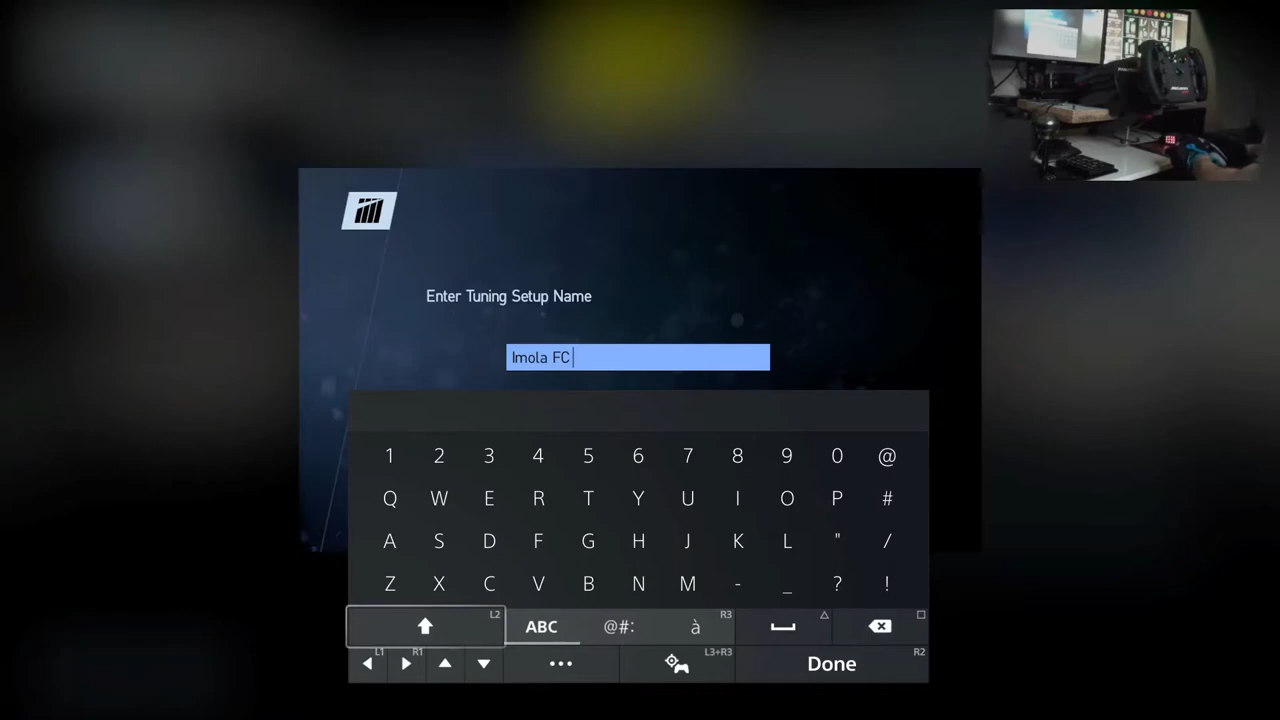 Enter Tuning Setup Name
Imola FC
1 2 3 4 5 6 7 8 9 0 @
Q W E R T Y U I O P #
A S D F G H J K L " /
Z X C V B N M - _ ? !
L2 ABC @#: à R3 △ □
L1 R1 ... L3+R3 Done R2